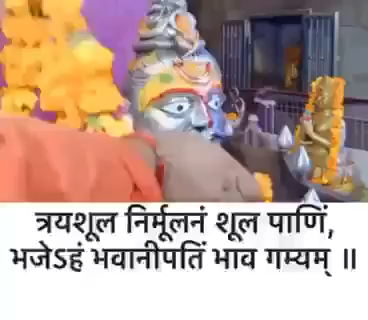 त्रयशूल निर्मूलनं शूल पाणिं,
भजेऽहं भवानीपतिं भाव गम्यम् ॥